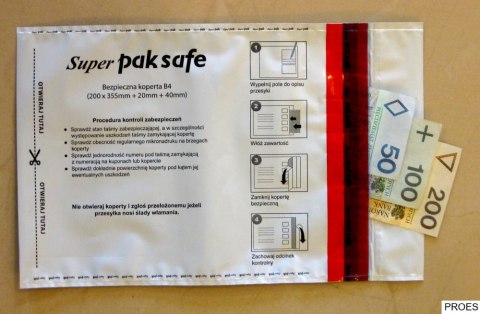 Super pak safe
Bezpieczna koperta B4
(200 x 355mm + 20mm + 40mm)
Procedura kontroli zabezpieczeń
• Sprawdź stan taśmy zabezpieczającej, a w szczególności
występowanie uszkodzeń taśmy zamykającej kopertę
• Sprawdź obecność regularnego mikronadruku na brzegach
koperty
• Sprawdź jednorodność numeru pod taśmą zamykającą
z numeracją na kuponach lub kopercie
• Sprawdź dokładnie powierzchnię koperty pod kątem jej
ewentualnych uszkodzeń
Nie otwieraj koperty i zgłoś przełożonemu jeżeli
przesyłka nosi ślady włamania.
OTWIERAJ TUTAJ
OTWIERAJ TUTAJ
1
Wypełnij pole do opisu
przesyłki
2
Włóż zawartość
3
Zamknij kopertę
bezpieczną
4
Zachowaj odcinek
kontrolny
50
100
200
PROES